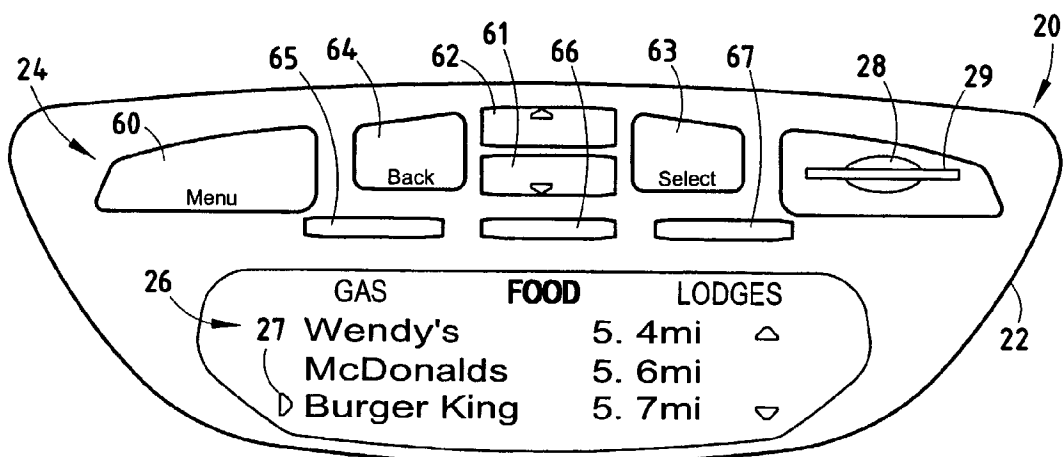 20
61
62
66
64
63
65
67
28
24
29
60
Back
Select
Menu
GAS FOOD LODGES
26
27
Wendy's 5. 4mi
22
McDonalds 5. 6mi
Burger King 5. 7mi